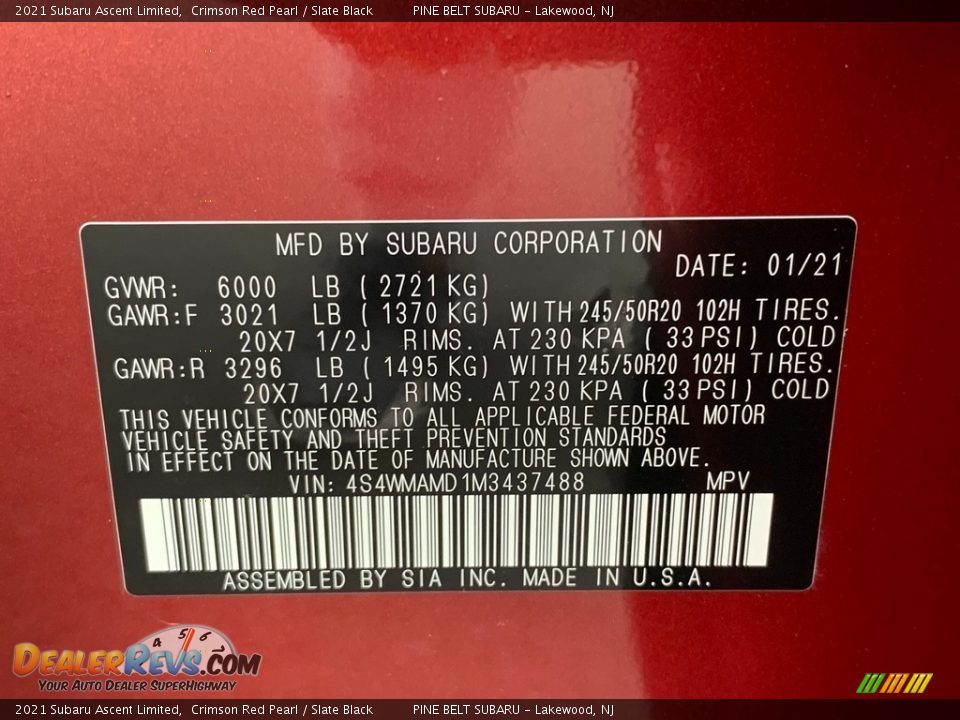 2021 Subaru Ascent Limited, Crimson Red Pearl / Slate Black PINE BELT SUBARU - Lakewood, NJ
MFD BY SUBARU CORPORATION
DATE: 01/21
GVWR: 6000 LB ( 2721 KG)
GAWR:F 3021 LB ( 1370 KG) WITH 245/50R20 102H TIRES.
20X7 1/2J RIMS. AT 230 KPA ( 33 PSI) COLD
GAWR:R 3296 LB ( 1495 KG) WITH 245/50R20 102H TIRES.
20X7 1/2J RIMS. AT 230 KPA ( 33 PSI) COLD
THIS VEHICLE CONFORMS TO ALL APPLICABLE FEDERAL MOTOR
VEHICLE SAFETY AND THEFT PREVENTION STANDARDS
IN EFFECT ON THE DATE OF MANUFACTURE SHOWN ABOVE.
VIN: 4S4WMAMD1M3437488 MPV
ASSEMBLED BY SIA INC. MADE IN U.S.A.
4 5 6
DEALERREVS.COM
YOUR AUTO DEALER SUPERHIGHWAY
2021 Subaru Ascent Limited, Crimson Red Pearl / Slate Black PINE BELT SUBARU - Lakewood, NJ